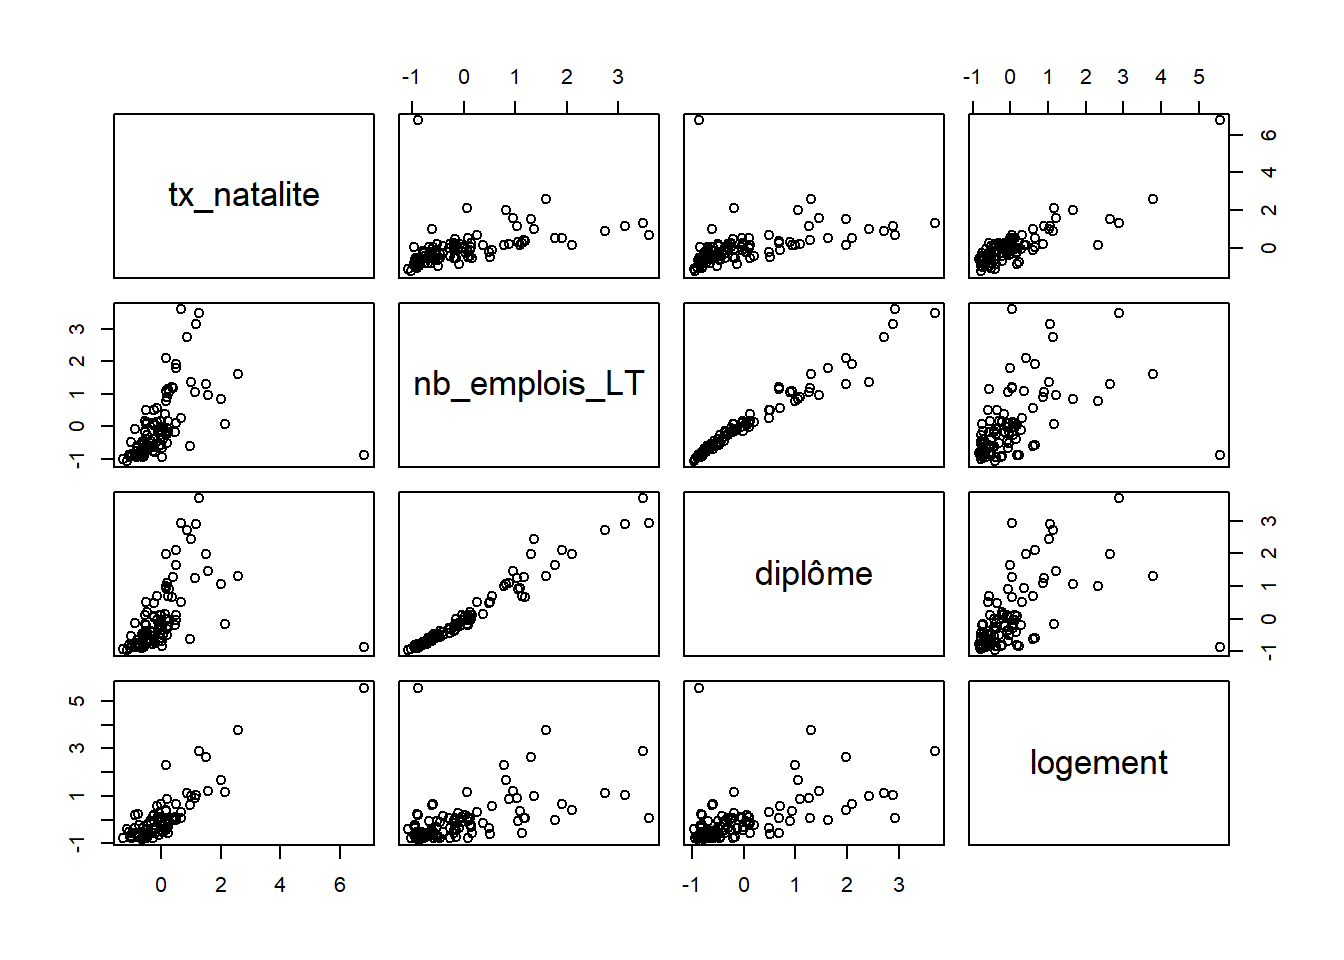 -1 0 1 2 3
-1 0 1 2 3 4 5
tx_natalite
0 2 4 6
-1 0 1 2 3
nb_emplois_LT
diplôme
-1 0 1 2 3
-1 1 3 5
logement
0 2 4 6
-1 0 1 2 3